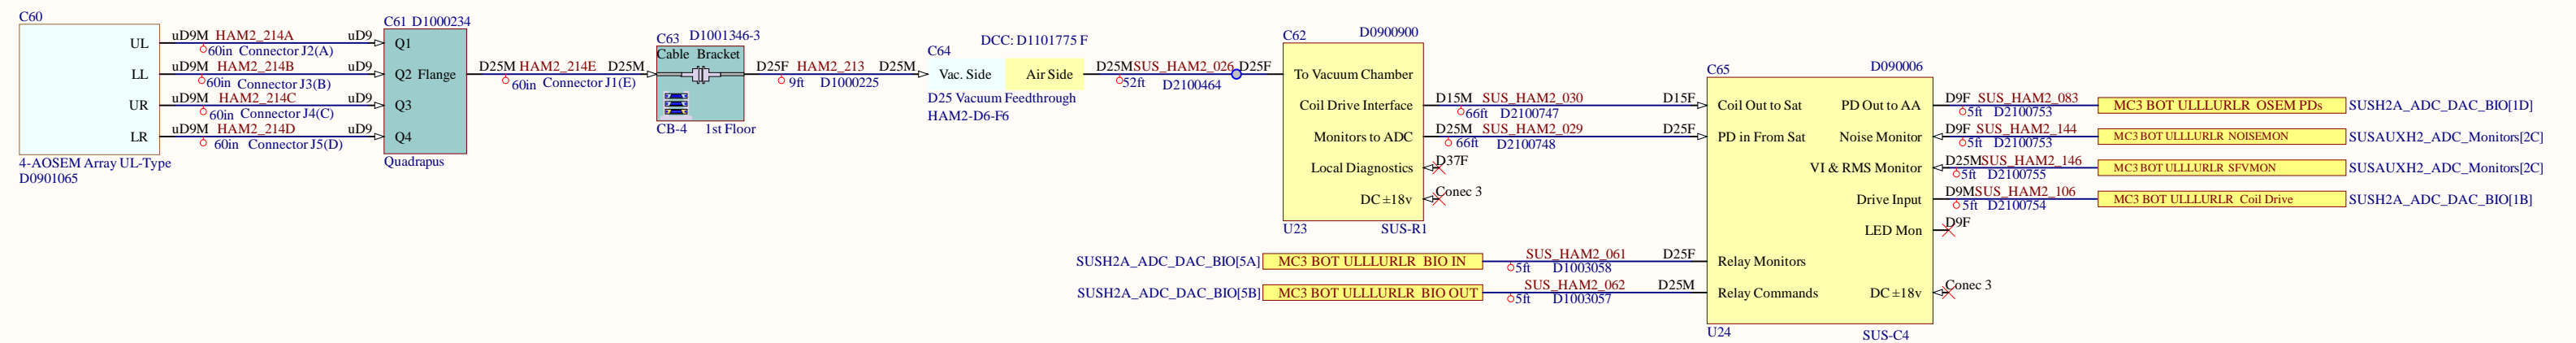 C60
UL
LL
UR
LR
4-AOSEM Array UL-Type
D0901065
uD9M HAM2_214A uD9
60in Connector J2(A)
uD9M HAM2_214B uD9
60in Connector J3(B)
uD9M HAM2_214C uD9
60in Connector J4(C)
uD9M HAM2_214D uD9
60in Connector J5(D)
C61 D1000234
Q1
Q2 Flange
Q3
Q4
Quadrapus
D25M HAM2_214E D25M
60in Connector J1(E)
C63 D1001346-3
Cable Bracket
CB-4 1st Floor
D25F HAM2_213 D25M
9ft D1000225
DCC: D1101775 F
C64
Vac. Side Air Side
D25 Vacuum Feedthrough
HAM2-D6-F6
D25M SUS_HAM2_026 D25F
52ft D2100464
C62 D0900900
To Vacuum Chamber
Coil Drive Interface
Monitors to ADC
Local Diagnostics
DC ±18v
U23 SUS-R1
D15M SUS_HAM2_030 D15F
66ft D2100747
D25M SUS_HAM2_029 D25F
66ft D2100748
D37F
Conec 3
SUSH2A_ADC_DAC_BIO[5A] MC3 BOT ULLLURLR BIO IN SUS_HAM2_061 D25F
5ft D1003058
SUSH2A_ADC_DAC_BIO[5B] MC3 BOT ULLLURLR BIO OUT SUS_HAM2_062 D25M
5ft D1003057
C65 D090006
Coil Out to Sat PD Out to AA
PD in From Sat Noise Monitor
VI & RMS Monitor
Drive Input
LED Mon
Relay Monitors
Relay Commands DC ±18v
U24 SUS-C4
D9F SUS_HAM2_083 MC3 BOT ULLLURLR OSEM PDs SUSH2A_ADC_DAC_BIO[1D]
5ft D2100753
D9F SUS_HAM2_144 MC3 BOT ULLLURLR NOISEMON SUSAUXH2_ADC_Monitors[2C]
5ft D2100753
D25M SUS_HAM2_146 MC3 BOT ULLLURLR SFVMON SUSAUXH2_ADC_Monitors[2C]
5ft D2100755
D9M SUS_HAM2_106 MC3 BOT ULLLURLR Coil Drive SUSH2A_ADC_DAC_BIO[1B]
5ft D2100754
D9F
Conec 3